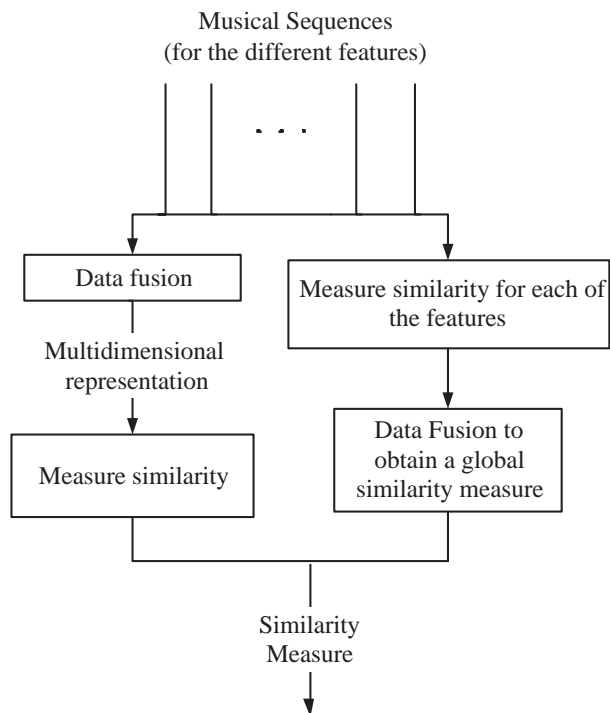 Musical Sequences
(for the different features)
. . .
Data fusion
Measure similarity for each of
the features
Multidimensional
representation
Measure similarity
Data Fusion to
obtain a global
similarity measure
Similarity
Measure